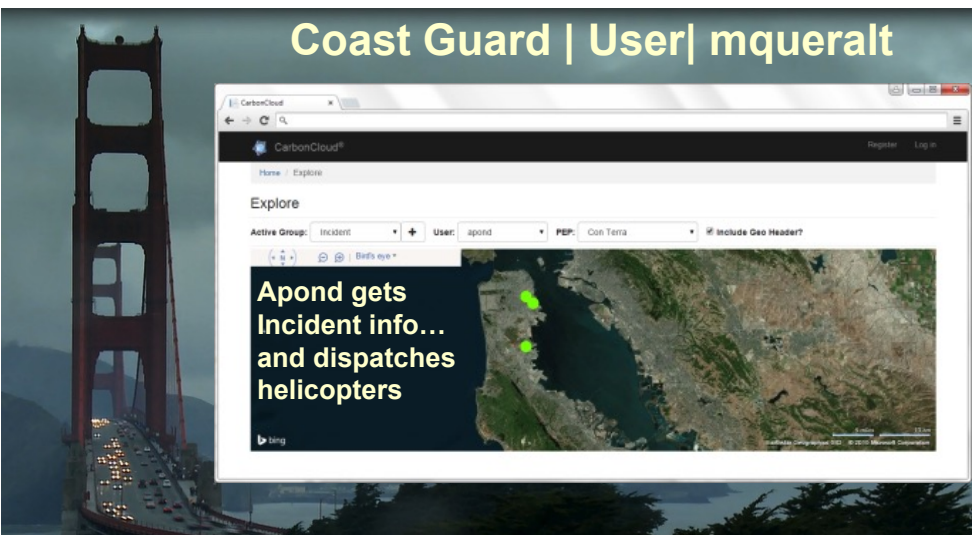 Coast Guard | User| mqueralt
CarbonCloud
CarbonCloud®
Register Log in
Home / Explore
Explore
Active Group: Incident + User: apond PEP: Con Terra Include Geo Header?
N Bird's eye
Apond gets
Incident info…
and dispatches
helicopters
bing